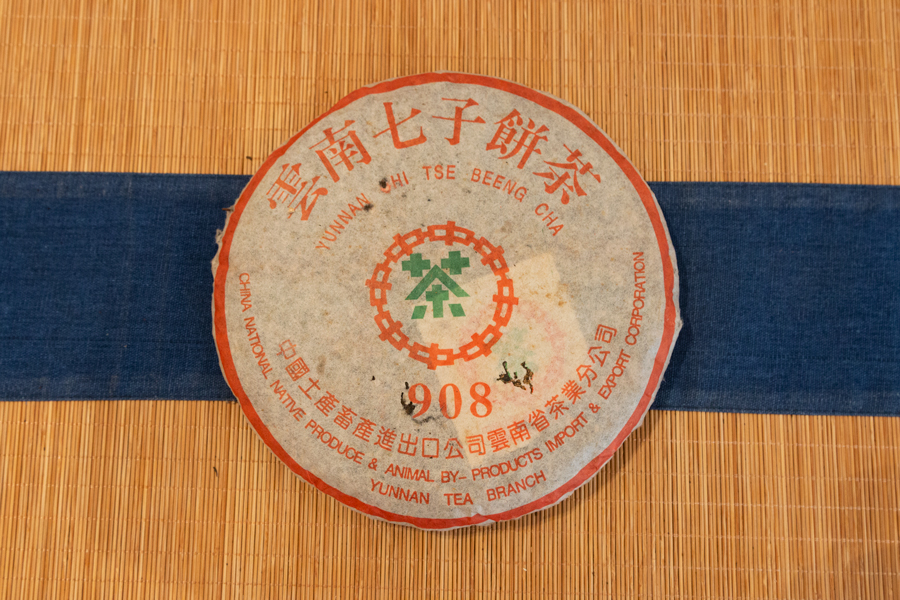 雲南七子餅茶
YUNNAN CHI TSE BEENG CHA
茶
908
中國土產畜產進出口公司雲南省茶業分公司
CHINA NATIONAL NATIVE PRODUCE & ANIMAL BY- PRODUCTS IMPORT & EXPORT CORPORATION
YUNNAN TEA BRANCH